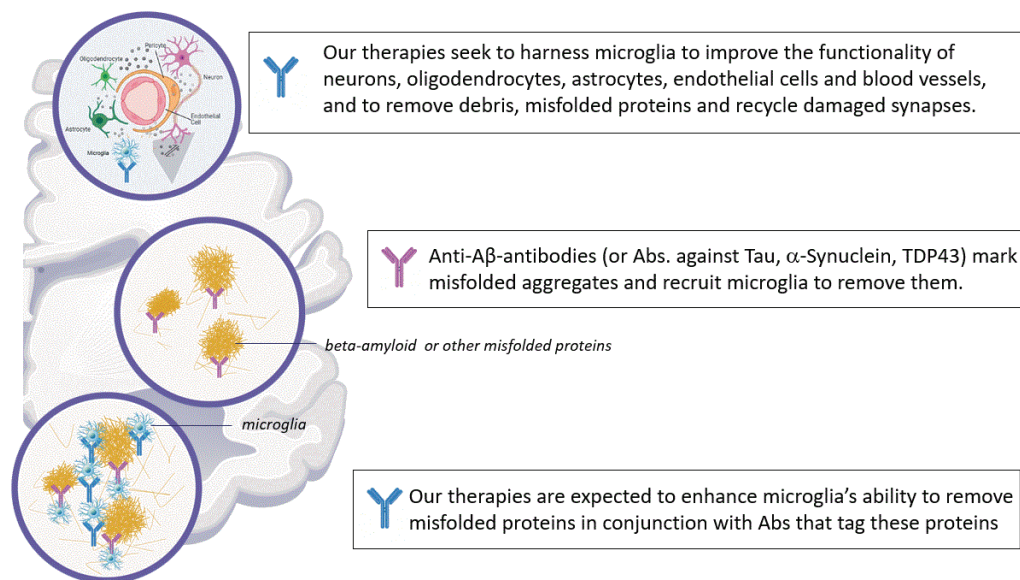 Pericyte
Oligodendrocyte
Neuron
Endothelial
Cell
Astrocyte
Microglia
Our therapies seek to harness microglia to improve the functionality of
neurons, oligodendrocytes, astrocytes, endothelial cells and blood vessels,
and to remove debris, misfolded proteins and recycle damaged synapses.
Anti-Aβ-antibodies (or Abs. against Tau, α-Synuclein, TDP43) mark
misfolded aggregates and recruit microglia to remove them.
beta-amyloid or other misfolded proteins
microglia
Our therapies are expected to enhance microglia’s ability to remove
misfolded proteins in conjunction with Abs that tag these proteins